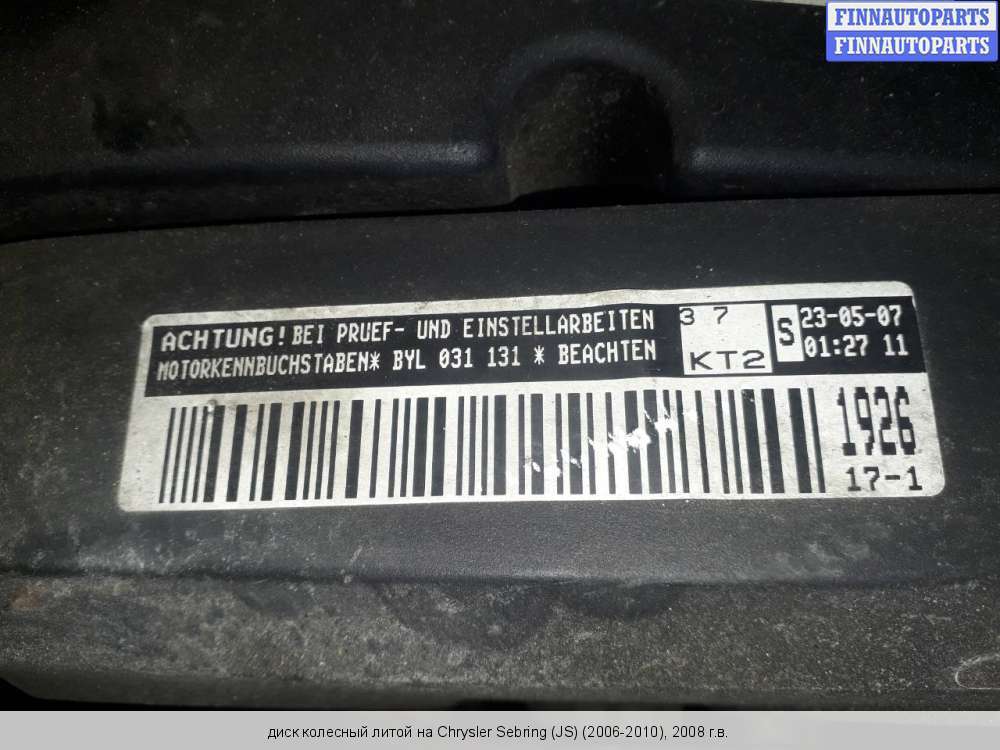 FINNAUTOPARTS
FINNAUTOPARTS
ACHTUNG! BEI PRUEF- UND EINSTELLARBEITEN
MOTORKENNBUCHSTABEN* BYL 031 131 * BEACHTEN
3 7
KT2
S
23-05-07
01:27 11
1926
17-1
диск колесный литой на Chrysler Sebring (JS) (2006-2010), 2008 г.в.